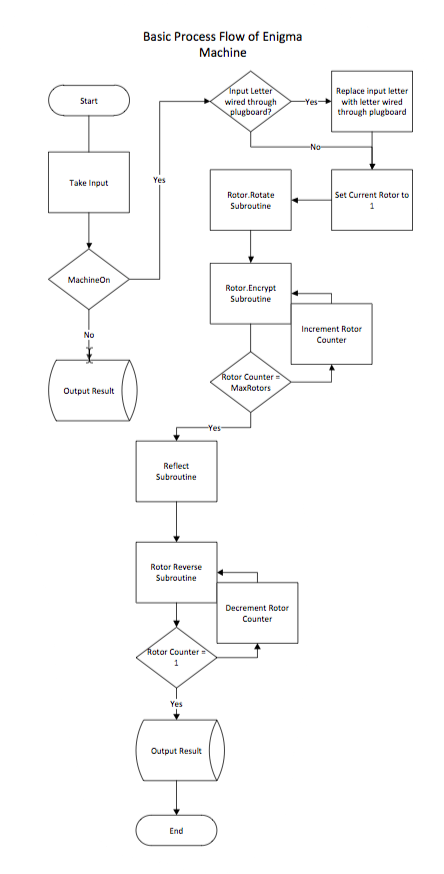 Basic Process Flow of Enigma
Machine
Start
Take Input
MachineOn
Yes
No
Output Result
Input Letter
wired through
plugboard?
Yes
Replace input letter
with letter wired
through plugboard
No
Set Current Rotor to
1
Rotor.Rotate
Subroutine
Rotor.Encrypt
Subroutine
Increment Rotor
Counter
Rotor Counter =
MaxRotors
Yes
Reflect
Subroutine
Rotor Reverse
Subroutine
Decrement Rotor
Counter
Rotor Counter =
1
Yes
Output Result
End